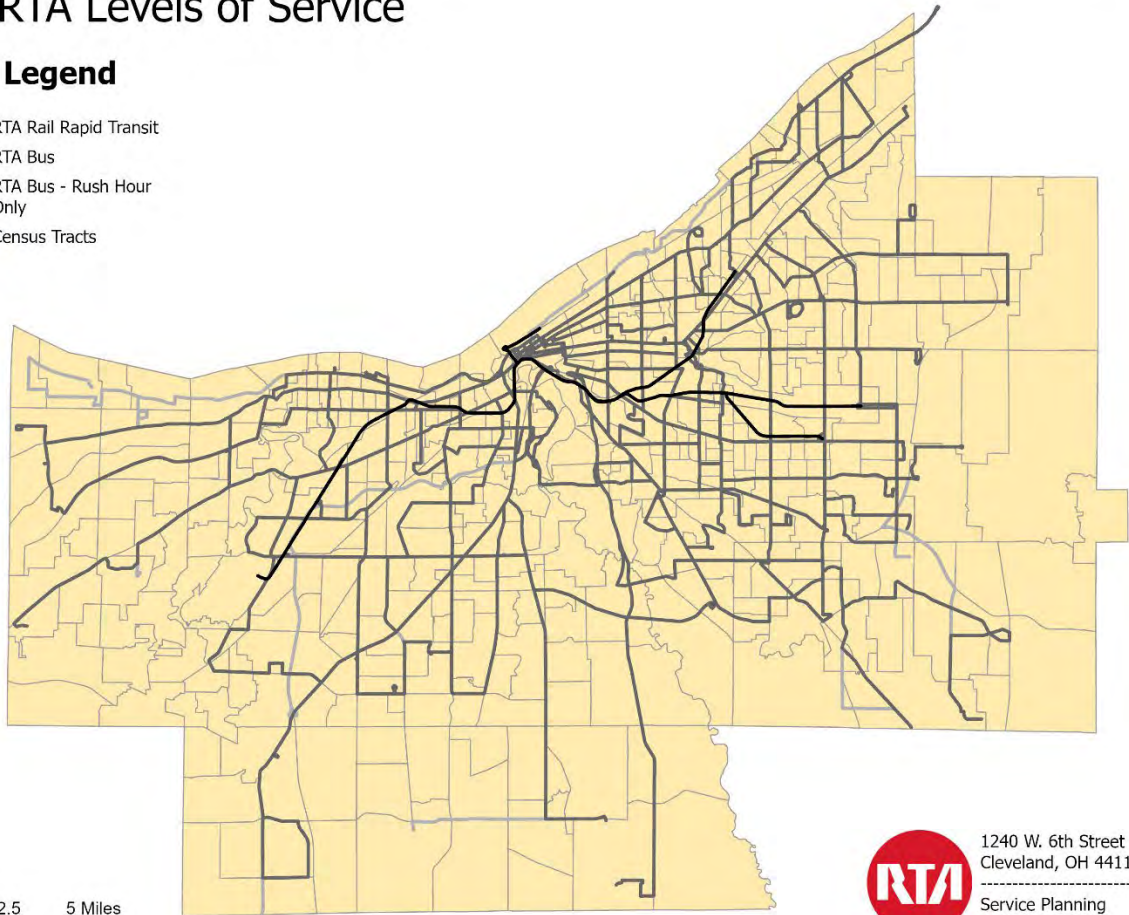 RTA Levels of Service
Legend
RTA Rail Rapid Transit
RTA Bus
RTA Bus - Rush Hour
Only
Census Tracts
2.5 5 Miles
RTA
1240 W. 6th Street
Cleveland, OH 4411
Service Planning